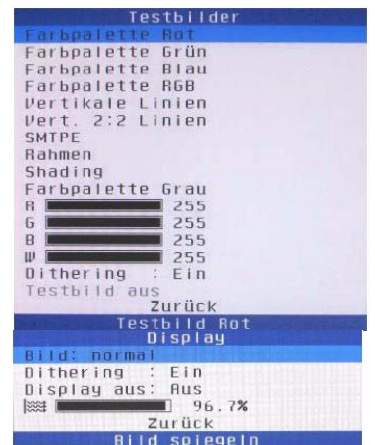 Testbilder
Farbpalette Rot
Farbpalette Grün
Farbpalette Blau
Farbpalette RGB
Vertikale Linien
Vert. 2:2 Linien
SMTPE
Rahmen
Shading
Farbpalette Grau
R 255
G 255
B 255
W 255
Dithering : Ein
Testbild aus
Zurück
Testbild Rot
Display
Bild: normal
Dithering : Ein
Display aus: Aus
96.7%
Zurück
Bild spiegeln